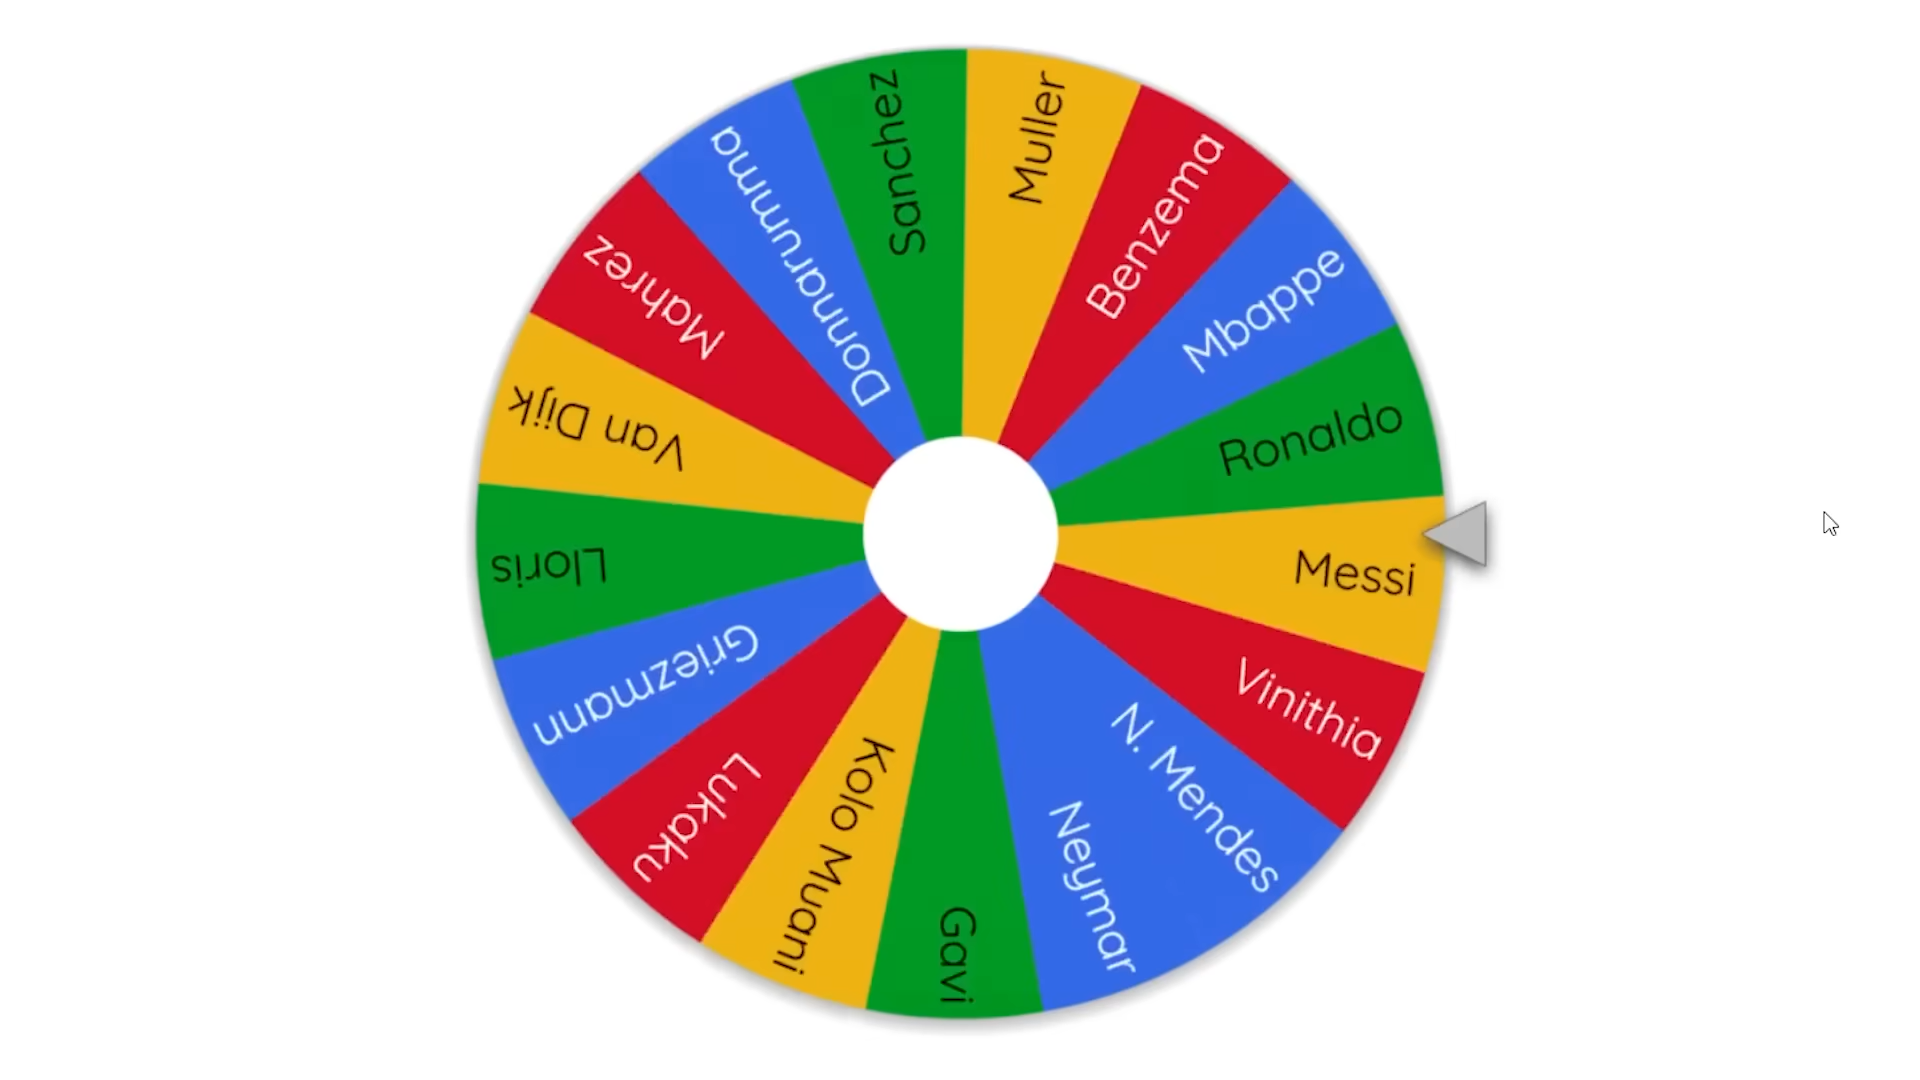 Sanchez
Muller
Benzema
Mbappe
Ronaldo
Messi
Vinithia
N. Mendes
Neymar
Gavi
Kolo Muani
Lukaku
Griezmann
Lloris
Van Dijk
Mahrez
Donnarumma